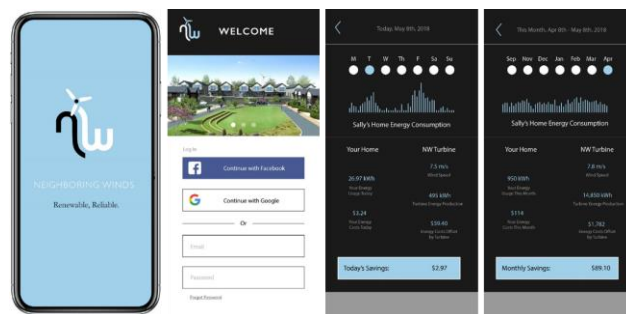 nw
NEIGHBORING WINDS
Renewable, Reliable.
nw
WELCOME
Log In
Continue with Facebook
G
Continue with Google
Or
Email
Password
Forgot Password
Today, May 8th, 2018
M T W Th F Sa Su
Sally's Home Energy Consumption
Your Home NW Turbine
7.5 m/s
Wind Speed
26.97 kWh
Your Energy
Usage Today
495 kWh
Turbine Energy Production
$3.24
Your Energy
Costs Today
$59.40
Energy Costs Offset
by Turbine
Today's Savings: $2.97
This Month, Apr 8th - May 8th, 2018
Sep Nov Dec Jan Feb Mar Apr
Sally's Home Energy Consumption
Your Home NW Turbine
7.8 m/s
Wind Speed
950 kWh
Your Energy
Usage This Month
14,850 kWh
Turbine Energy Production
$114
Your Energy
Costs This Month
$1,782
Energy Costs Offset
by Turbine
Monthly Savings: $89.10